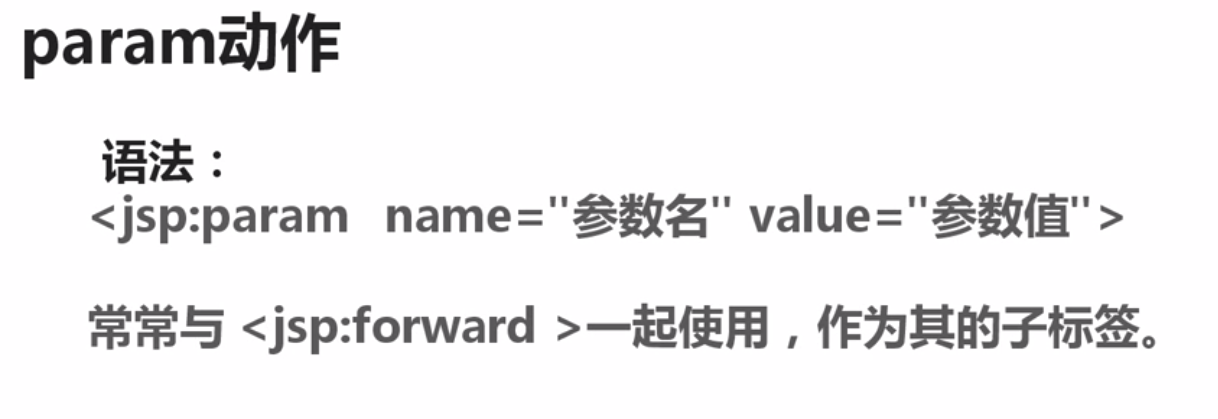 param动作
语法：
<jsp:param  name="参数名" value="参数值">
常常与 <jsp:forward >一起使用，作为其的子标签。